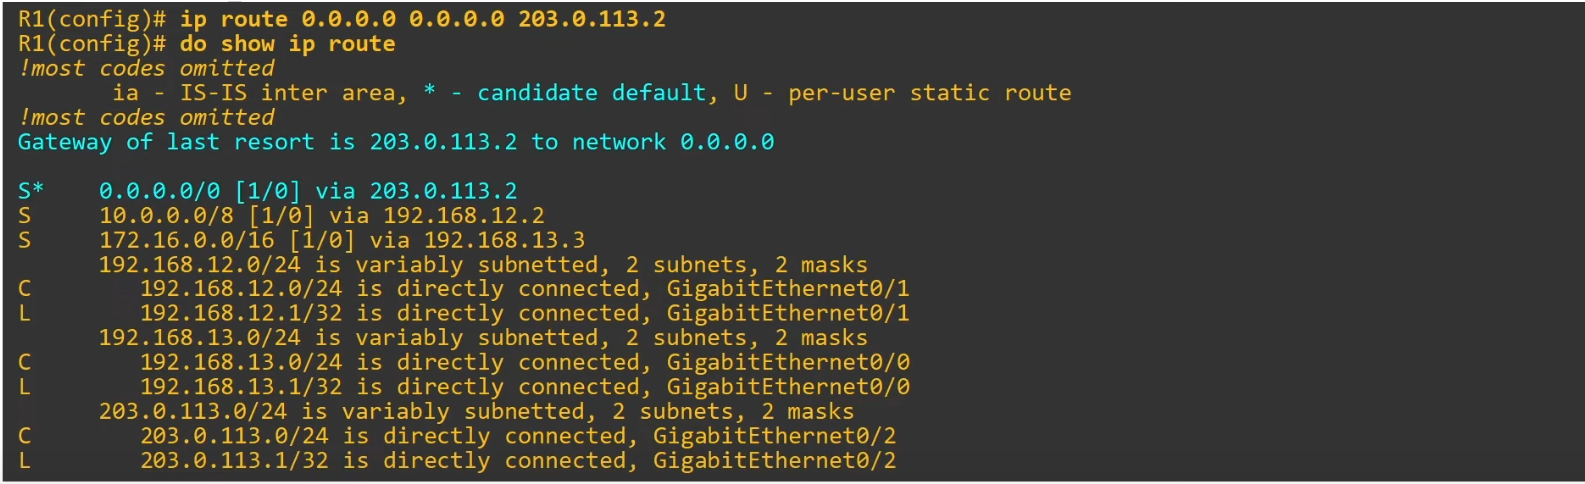 R1(config)# ip route 0.0.0.0 0.0.0.0 203.0.113.2
R1(config)# do show ip route
!most codes omitted
ia - IS-IS inter area, * - candidate default, U - per-user static route
!most codes omitted
Gateway of last resort is 203.0.113.2 to network 0.0.0.0
S* 0.0.0.0/0 [1/0] via 203.0.113.2
S 10.0.0.0/8 [1/0] via 192.168.12.2
S 172.16.0.0/16 [1/0] via 192.168.13.3
192.168.12.0/24 is variably subnetted, 2 subnets, 2 masks
C 192.168.12.0/24 is directly connected, GigabitEthernet0/1
L 192.168.12.1/32 is directly connected, GigabitEthernet0/1
192.168.13.0/24 is variably subnetted, 2 subnets, 2 masks
C 192.168.13.0/24 is directly connected, GigabitEthernet0/0
L 192.168.13.1/32 is directly connected, GigabitEthernet0/0
203.0.113.0/24 is variably subnetted, 2 subnets, 2 masks
C 203.0.113.0/24 is directly connected, GigabitEthernet0/2
L 203.0.113.1/32 is directly connected, GigabitEthernet0/2